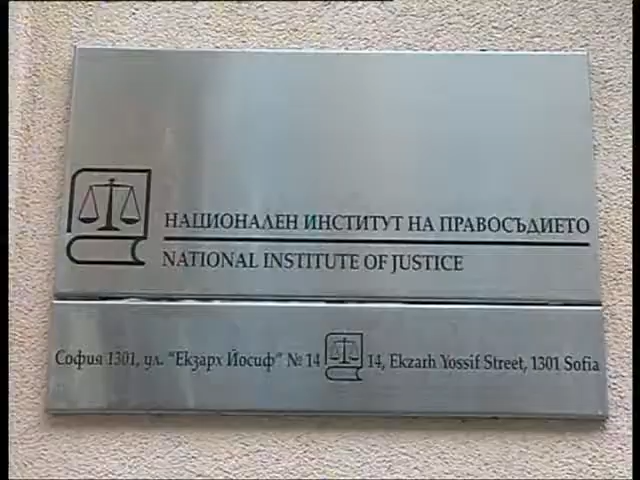 НАЦИОНАЛЕН ИНСТИТУТ НА ПРАВОСЪДИЕТО
NATIONAL INSTITUTE OF JUSTICE
София 1301, ул. "Екзарх Йосиф" № 14 14, Ekzarh Yossif Street, 1301 Sofia